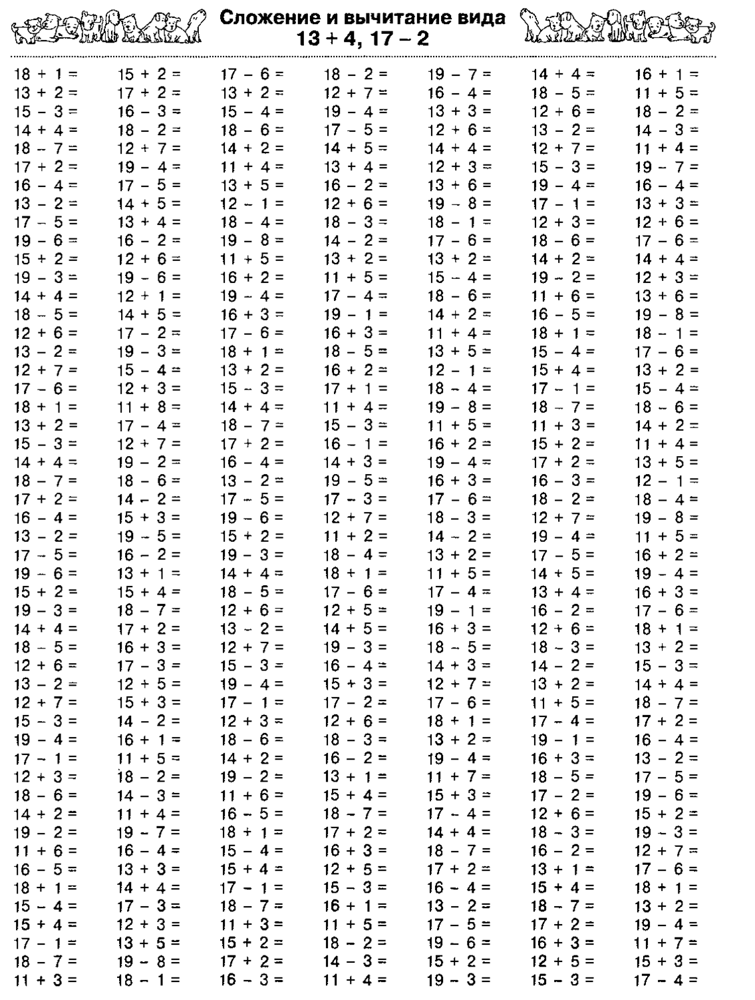 Сложение и вычитание вида
13 + 4, 17 – 2
18 + 1 = 15 + 2 = 17 – 6 = 18 – 2 = 19 – 7 = 14 + 4 = 16 + 1 =
13 + 2 = 17 + 2 = 13 + 2 = 12 + 7 = 16 – 4 = 18 – 5 = 11 + 5 =
15 – 3 = 16 – 3 = 15 – 4 = 19 – 4 = 13 + 3 = 12 + 6 = 18 – 2 =
14 + 4 = 18 – 2 = 18 – 6 = 17 – 5 = 12 + 6 = 13 – 2 = 14 – 3 =
18 – 7 = 12 + 7 = 14 + 2 = 14 + 5 = 14 + 4 = 12 + 7 = 11 + 4 =
17 + 2 = 19 – 4 = 11 + 4 = 13 + 4 = 12 + 3 = 15 – 3 = 19 – 7 =
16 – 4 = 17 – 5 = 13 + 5 = 16 – 2 = 13 + 6 = 19 – 4 = 16 – 4 =
13 – 2 = 14 + 5 = 12 – 1 = 12 + 6 = 19 – 8 = 17 – 1 = 13 + 3 =
17 – 5 = 13 + 4 = 18 – 4 = 18 – 3 = 18 – 1 = 12 + 3 = 12 + 6 =
19 – 6 = 16 – 2 = 19 – 8 = 14 – 2 = 17 – 6 = 18 – 6 = 17 – 6 =
15 + 2 = 12 + 6 = 11 + 5 = 13 + 2 = 13 + 2 = 14 + 2 = 14 + 4 =
19 – 3 = 19 – 6 = 16 + 2 = 11 + 5 = 15 – 4 = 19 – 2 = 12 + 3 =
14 + 4 = 12 + 1 = 19 – 4 = 17 – 4 = 18 – 6 = 11 + 6 = 13 + 6 =
18 – 5 = 14 + 5 = 16 + 3 = 19 – 1 = 14 + 2 = 16 – 5 = 19 – 8 =
12 + 6 = 17 – 2 = 17 – 6 = 16 + 3 = 11 + 4 = 18 + 1 = 18 – 1 =
13 – 2 = 19 – 3 = 18 + 1 = 18 – 5 = 13 + 5 = 15 – 4 = 17 – 6 =
12 + 7 = 15 – 4 = 13 + 2 = 16 + 2 = 12 – 1 = 15 + 4 = 13 + 2 =
17 – 6 = 12 + 3 = 15 – 3 = 17 + 1 = 18 – 4 = 17 – 1 = 15 – 4 =
18 + 1 = 11 + 8 = 14 + 4 = 11 + 4 = 19 – 8 = 18 – 7 = 18 – 6 =
13 + 2 = 17 – 4 = 18 – 7 = 15 – 3 = 11 + 5 = 11 + 3 = 14 + 2 =
15 – 3 = 12 + 7 = 17 + 2 = 16 – 1 = 16 + 2 = 15 + 2 = 11 + 4 =
14 + 4 = 19 – 2 = 16 – 4 = 14 + 3 = 19 – 4 = 17 + 2 = 13 + 5 =
18 – 7 = 18 – 6 = 13 – 2 = 19 – 5 = 16 + 3 = 16 – 3 = 12 – 1 =
17 + 2 = 14 – 2 = 17 – 5 = 17 – 3 = 17 – 6 = 18 – 2 = 18 – 4 =
16 – 4 = 15 + 3 = 19 – 6 = 12 + 7 = 18 – 3 = 12 + 7 = 19 – 8 =
13 – 2 = 19 – 5 = 15 + 2 = 11 + 2 = 14 – 2 = 19 – 4 = 11 + 5 =
17 – 5 = 16 – 2 = 19 – 3 = 18 – 4 = 13 + 2 = 17 – 5 = 16 + 2 =
19 – 6 = 13 + 1 = 14 + 4 = 18 + 1 = 11 + 5 = 14 + 5 = 19 – 4 =
15 + 2 = 15 + 4 = 18 – 5 = 17 – 6 = 17 – 4 = 13 + 4 = 16 + 3 =
19 – 3 = 18 – 7 = 12 + 6 = 12 + 5 = 19 – 1 = 16 – 2 = 17 – 6 =
14 + 4 = 17 + 2 = 13 – 2 = 14 + 5 = 16 + 3 = 12 + 6 = 18 + 1 =
18 – 5 = 16 + 3 = 12 + 7 = 19 – 3 = 18 – 5 = 18 – 3 = 13 + 2 =
12 + 6 = 17 – 3 = 15 – 3 = 16 – 4 = 14 + 3 = 14 – 2 = 15 – 3 =
13 – 2 = 12 + 5 = 19 – 4 = 15 + 3 = 12 + 7 = 13 + 2 = 14 + 4 =
12 + 7 = 15 + 3 = 17 – 1 = 17 – 2 = 17 – 6 = 11 + 5 = 18 – 7 =
15 – 3 = 14 – 2 = 12 + 3 = 12 + 6 = 18 + 1 = 17 – 4 = 17 + 2 =
19 – 4 = 16 + 1 = 18 – 6 = 18 – 3 = 13 + 2 = 19 – 1 = 16 – 4 =
17 – 1 = 11 + 5 = 14 + 2 = 16 – 2 = 19 – 4 = 16 + 3 = 13 – 2 =
12 + 3 = 18 – 2 = 19 – 2 = 13 + 1 = 11 + 7 = 18 – 5 = 17 – 5 =
18 – 6 = 14 – 3 = 11 + 6 = 15 + 4 = 15 + 3 = 17 – 2 = 19 – 6 =
14 + 2 = 11 + 4 = 16 – 5 = 18 – 7 = 17 – 4 = 12 + 6 = 15 + 2 =
19 – 2 = 19 – 7 = 18 + 1 = 17 + 2 = 14 + 4 = 18 – 3 = 19 – 3 =
11 + 6 = 16 – 4 = 15 – 4 = 16 + 3 = 18 – 7 = 16 – 2 = 12 + 7 =
16 – 5 = 13 + 3 = 15 + 4 = 12 + 5 = 17 + 2 = 13 + 1 = 17 – 6 =
18 + 1 = 14 + 4 = 17 – 1 = 15 – 3 = 16 – 4 = 15 + 4 = 18 + 1 =
15 – 4 = 17 – 3 = 18 – 7 = 16 + 1 = 13 – 2 = 18 – 7 = 13 + 2 =
15 + 4 = 12 + 3 = 11 + 3 = 11 + 5 = 17 – 5 = 17 + 2 = 19 – 4 =
17 – 1 = 13 + 5 = 15 + 2 = 18 – 2 = 19 – 6 = 16 + 3 = 11 + 7 =
18 – 7 = 19 – 8 = 17 + 2 = 14 – 3 = 15 + 2 = 12 + 5 = 15 + 3 =
11 + 3 = 18 – 1 = 16 – 3 = 11 + 4 = 19 – 3 = 15 – 3 = 17 – 4 =